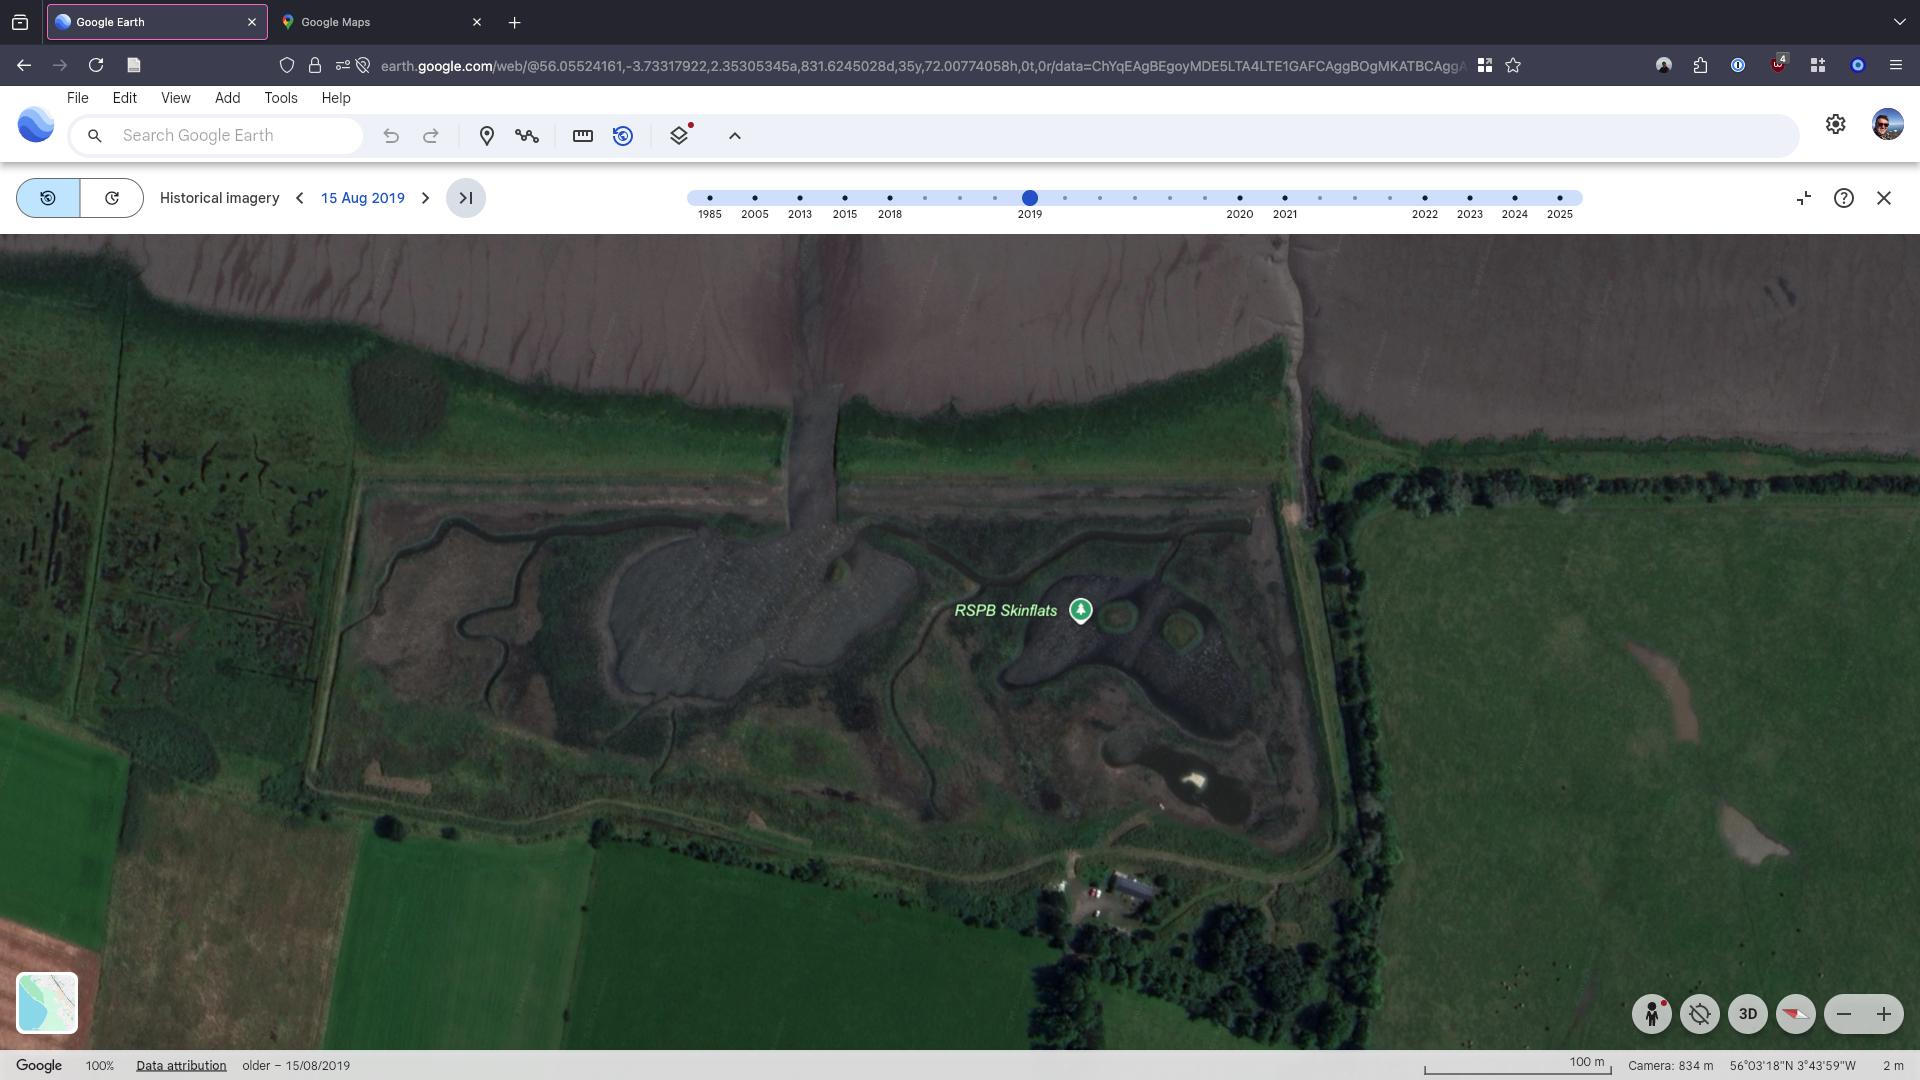 Google Earth
Google Maps
earth.google.com/web/@56.05524161,-3.73317922,2.35305345a,831.6245028d,35y,72.00774058h,0t,0r/data=ChYqEAgBEgoyMDE5LTA4LTE1GAFCAggBOgMKATBCAggA
4
File Edit View Add Tools Help
Search Google Earth
Historical imagery 15 Aug 2019
1985 2005 2013 2015 2018 2019 2020 2021 2022 2023 2024 2025
RSPB Skinflats
3D
Google 100% Data attribution older – 15/08/2019 100 m Camera: 834 m 56°03'18"N 3°43'59"W 2 m